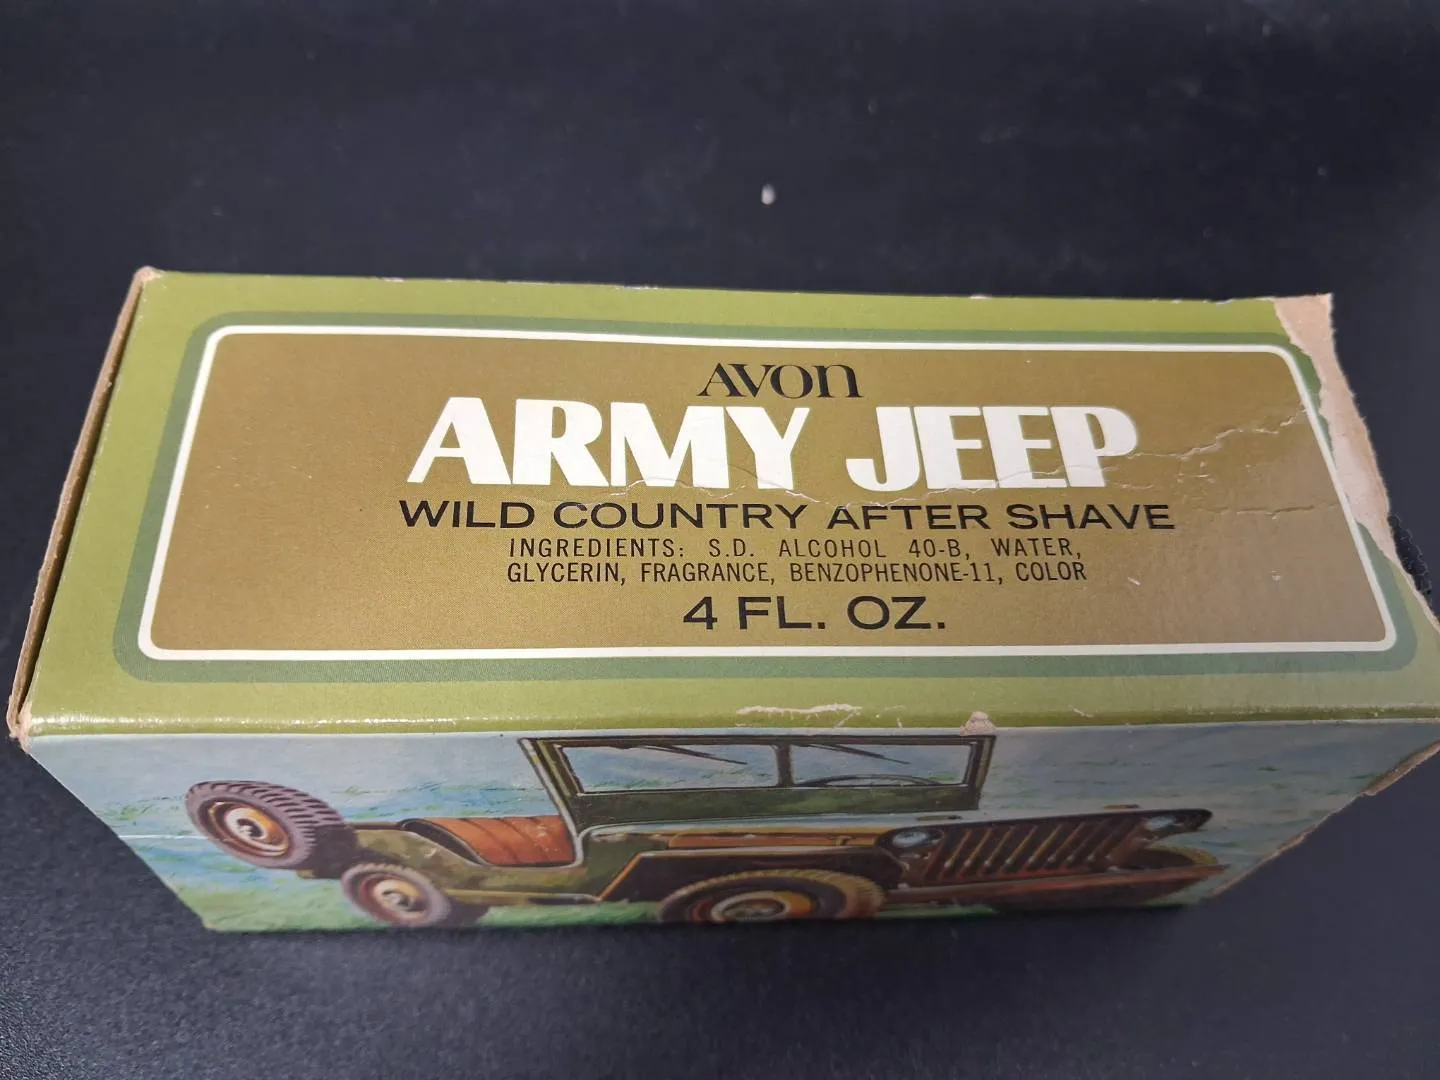 AVON
ARMY JEEP
WILD COUNTRY AFTER SHAVE
INGREDIENTS: S.D. ALCOHOL 40-B, WATER,
GLYCERIN, FRAGRANCE, BENZOPHENONE-11, COLOR
4 FL. OZ.